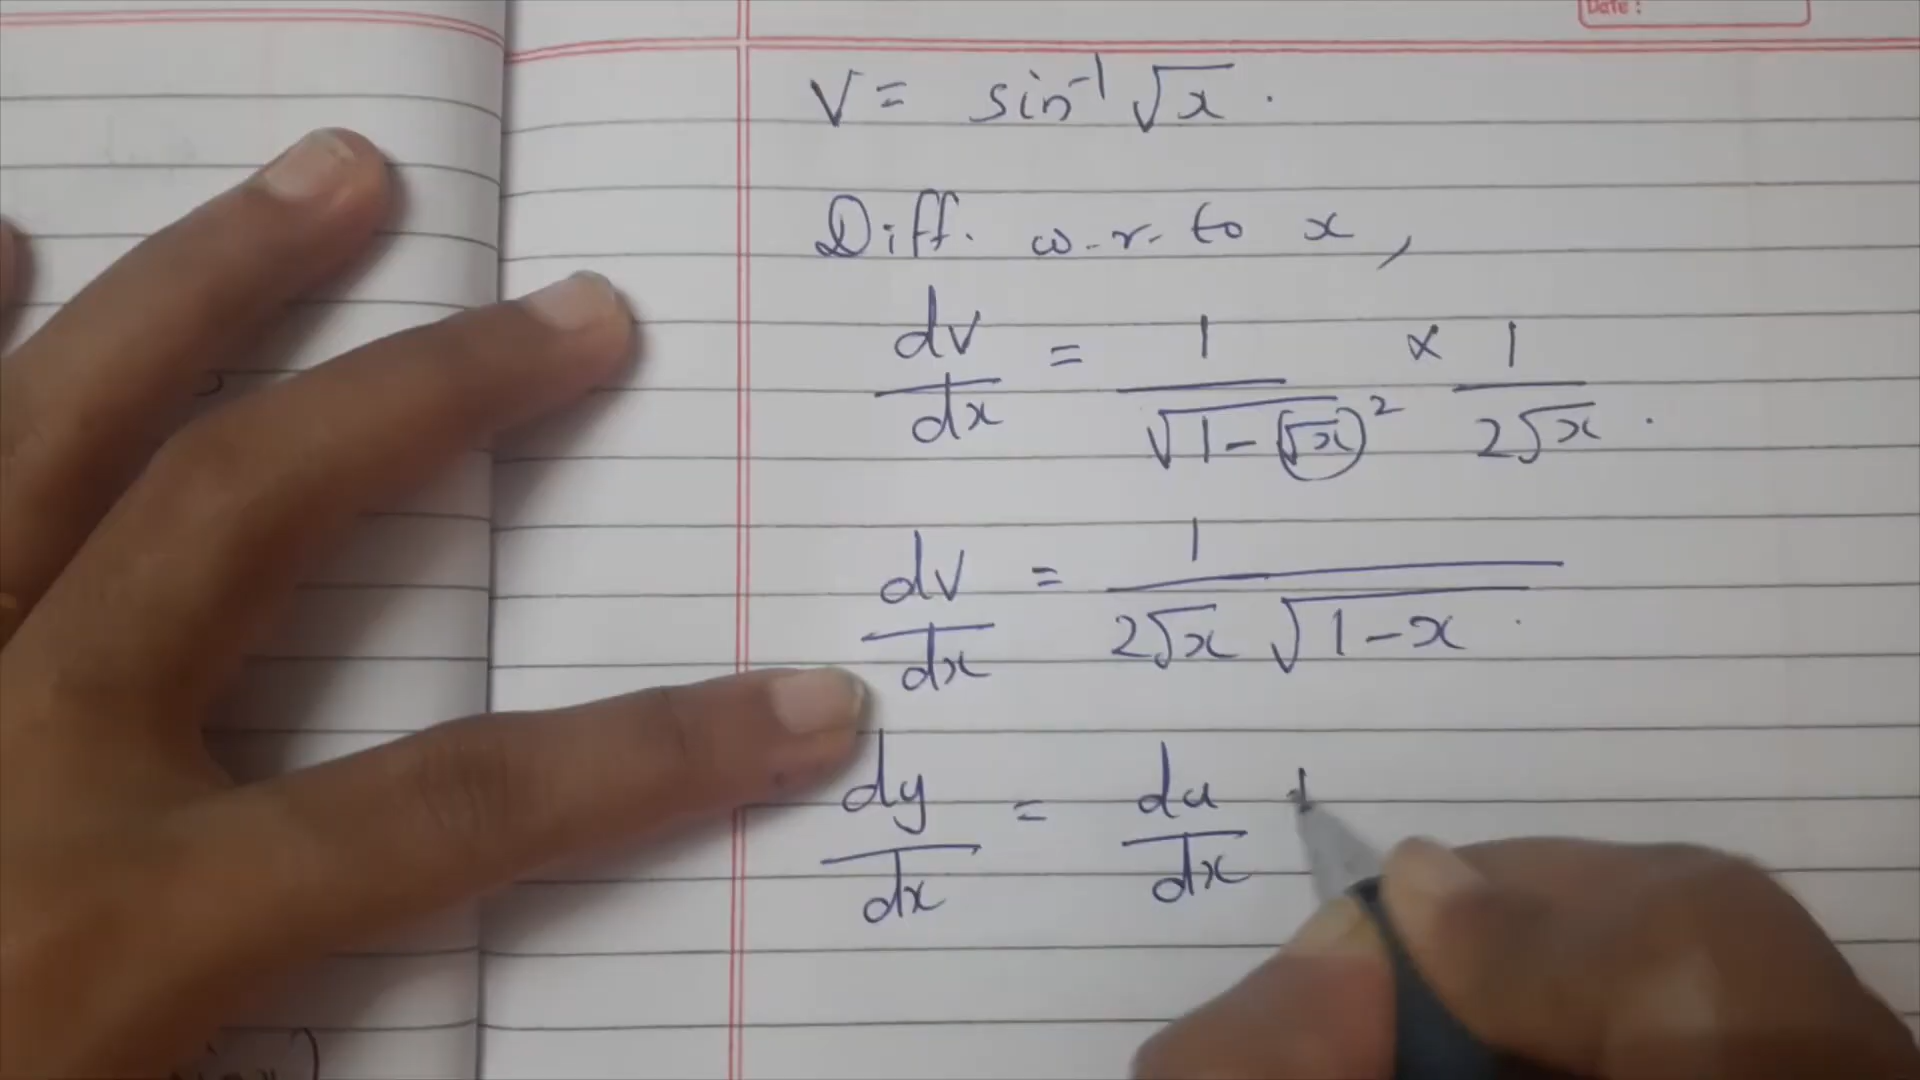 Date :
V = sin⁻¹ √x .
Diff. w.r. to x ,
dv/dx = 1/√(1-(√x)²) × 1/(2√x) .
dv/dx = 1/(2√x √(1-x)) .
dy/dx = du/dx +